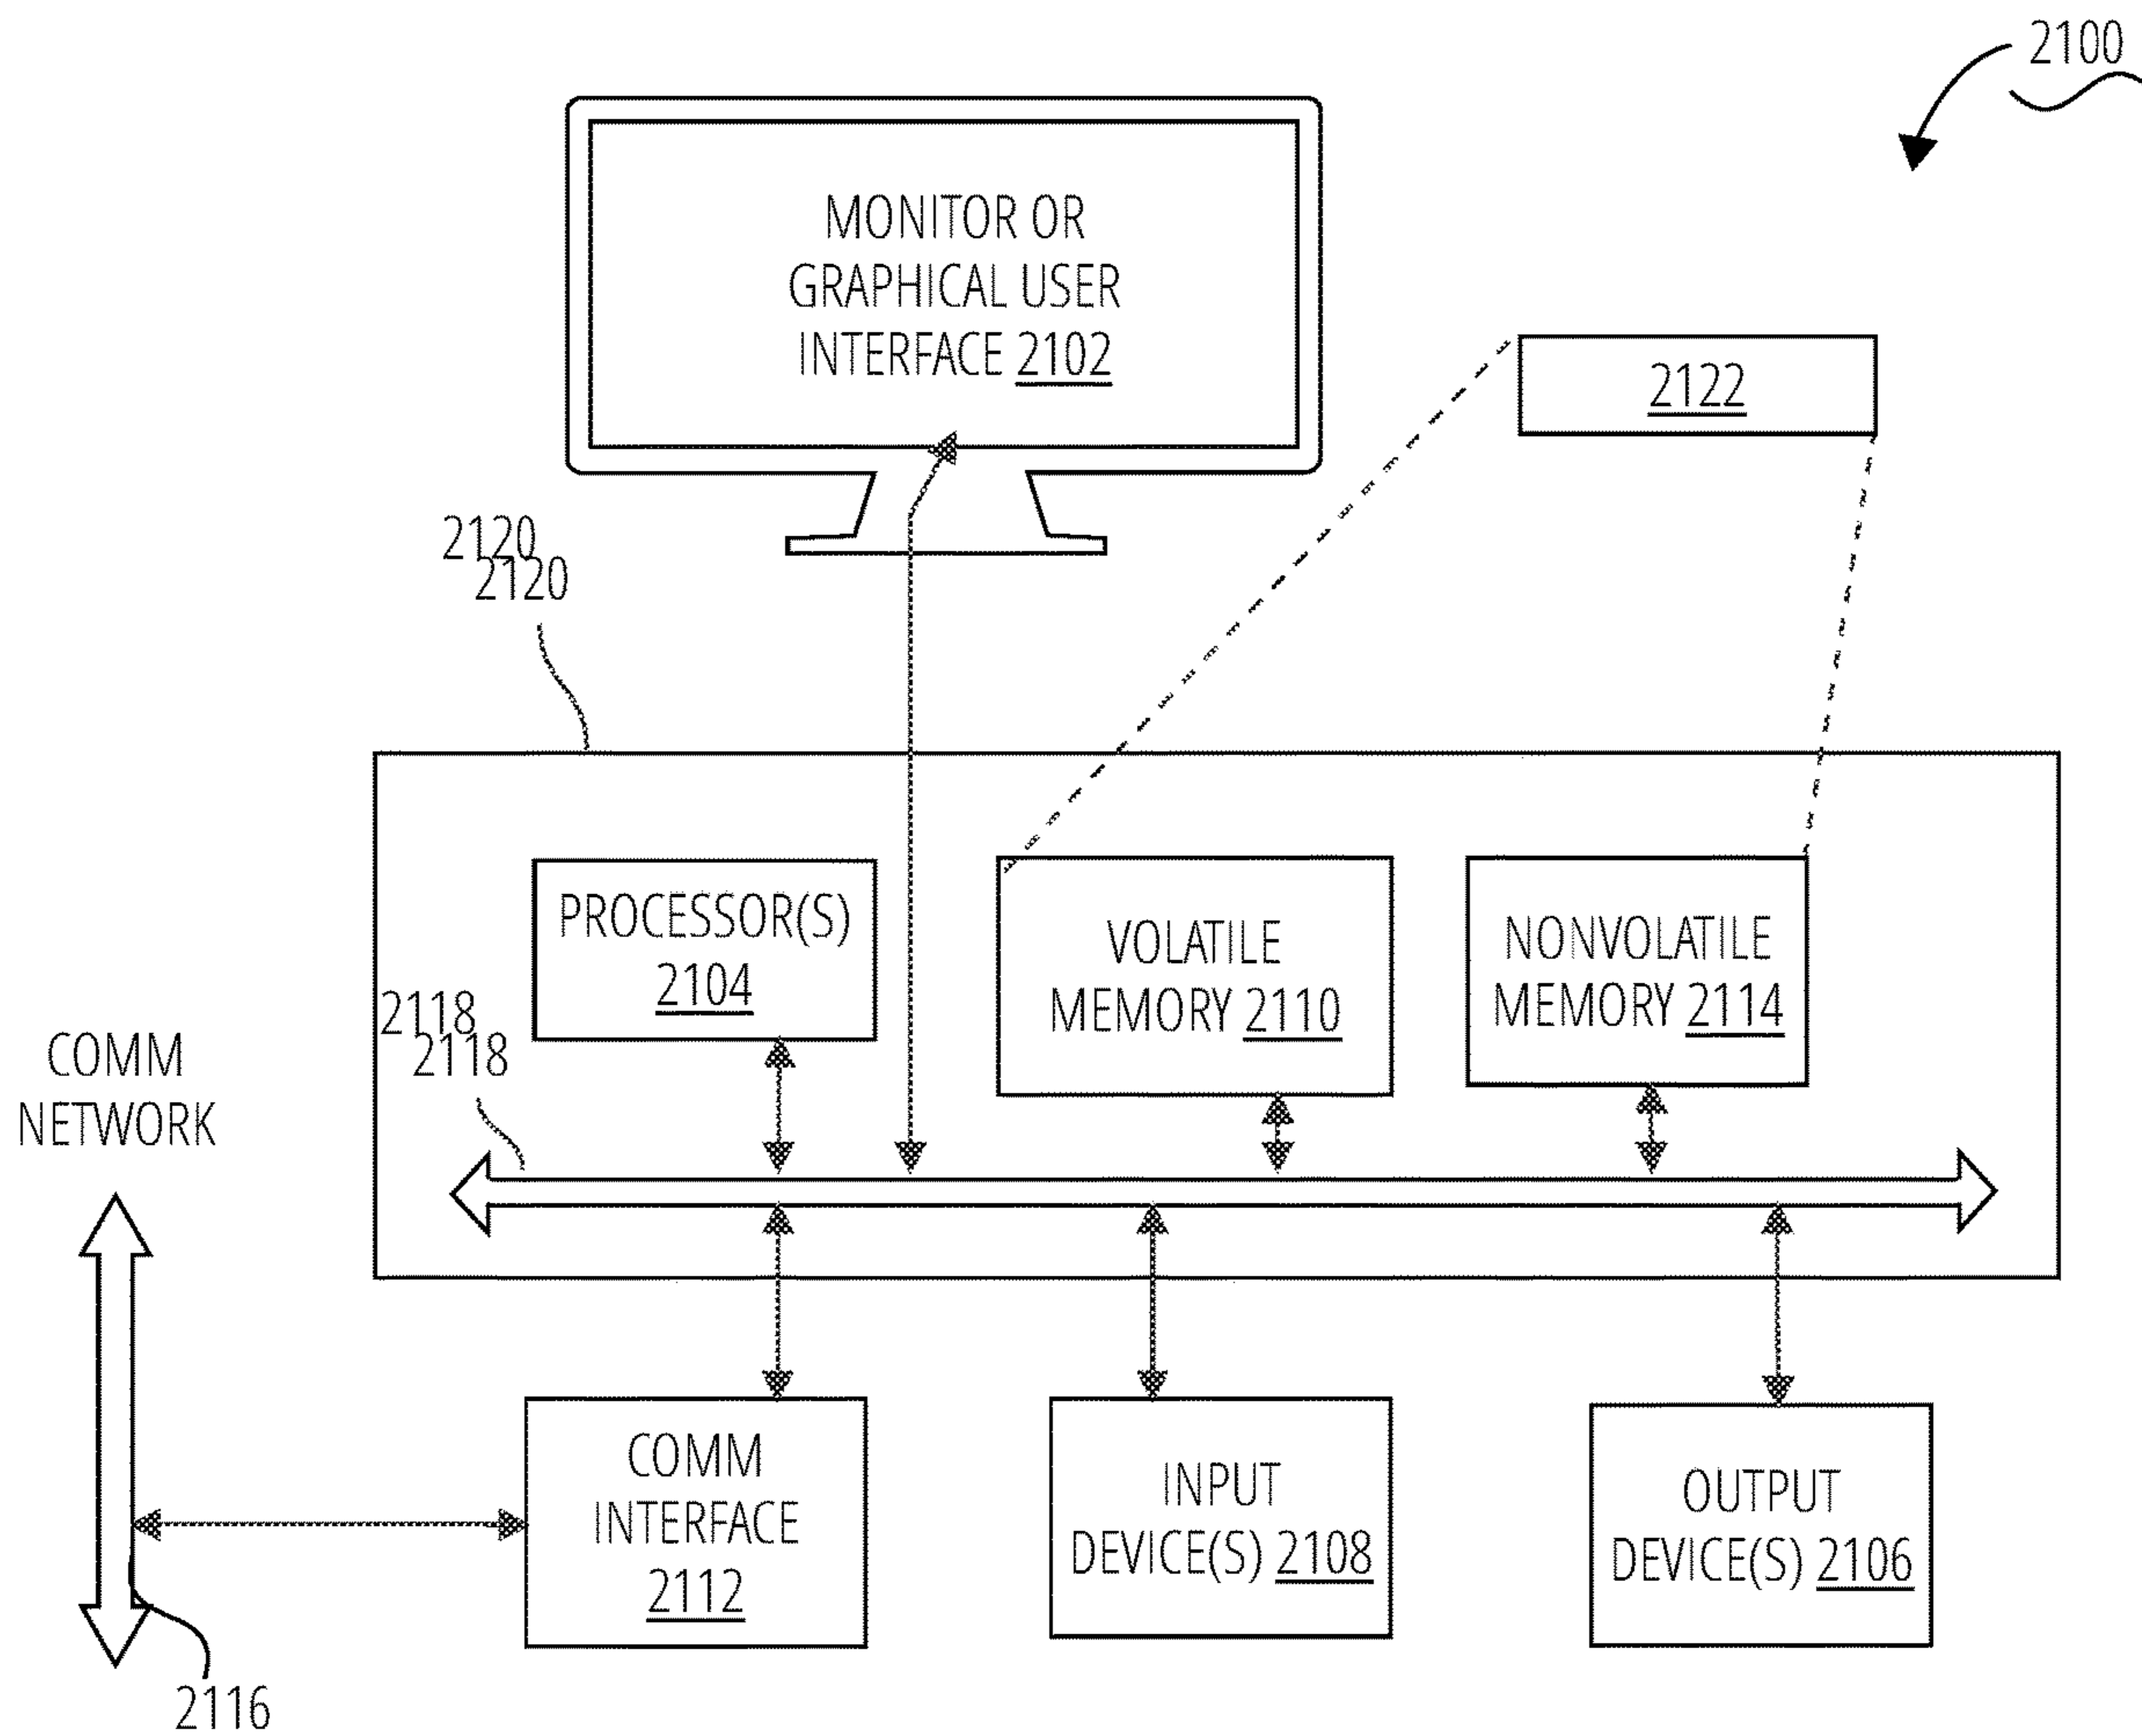 2100
MONITOR OR
GRAPHICAL USER
INTERFACE 2102
2122
2120
2120
PROCESSOR(S)
2104
VOLATILE
MEMORY 2110
NONVOLATILE
MEMORY 2114
2118
2118
COMM
NETWORK
COMM
INTERFACE
2112
INPUT
DEVICE(S) 2108
OUTPUT
DEVICE(S) 2106
2116